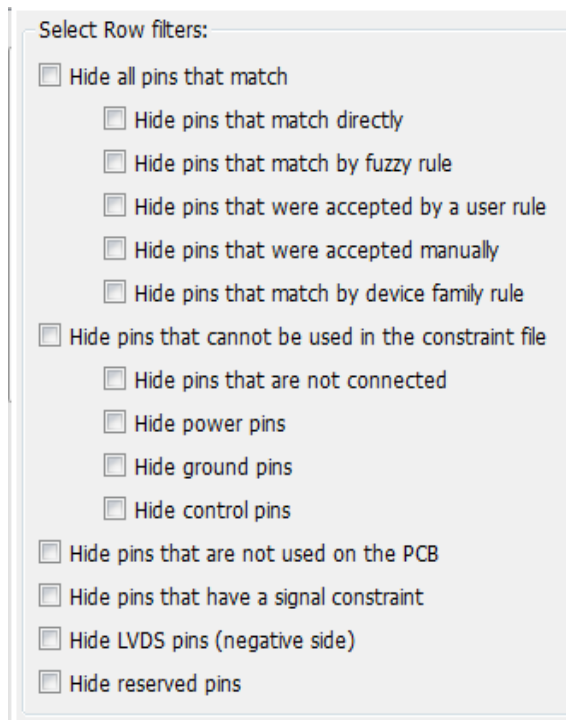 Select Row filters:
Hide all pins that match
Hide pins that match directly
Hide pins that match by fuzzy rule
Hide pins that were accepted by a user rule
Hide pins that were accepted manually
Hide pins that match by device family rule
Hide pins that cannot be used in the constraint file
Hide pins that are not connected
Hide power pins
Hide ground pins
Hide control pins
Hide pins that are not used on the PCB
Hide pins that have a signal constraint
Hide LVDS pins (negative side)
Hide reserved pins